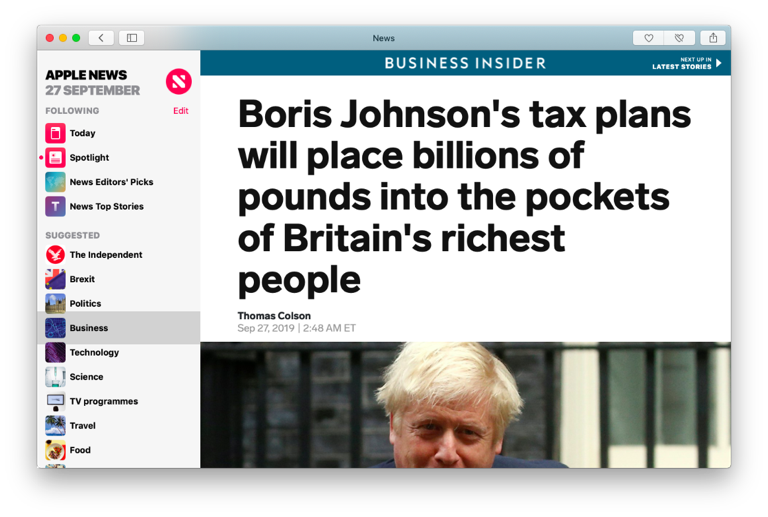 News
APPLE NEWS
27 SEPTEMBER
FOLLOWING
Edit
Today
Spotlight
News Editors' Picks
T
News Top Stories
SUGGESTED
The Independent
Brexit
Politics
Business
Technology
Science
TV programmes
Travel
Food
BUSINESS INSIDER
NEXT UP IN
LATEST STORIES
Boris Johnson's tax plans
will place billions of
pounds into the pockets
of Britain's richest
people
Thomas Colson
Sep 27, 2019 | 2:48 AM ET